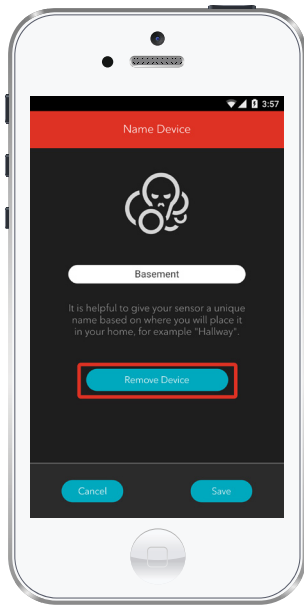 3:57
Name Device
Basement
It is helpful to give your sensor a unique
name based on where you will place it
in your home, for example "Hallway".
Remove Device
Cancel
Save